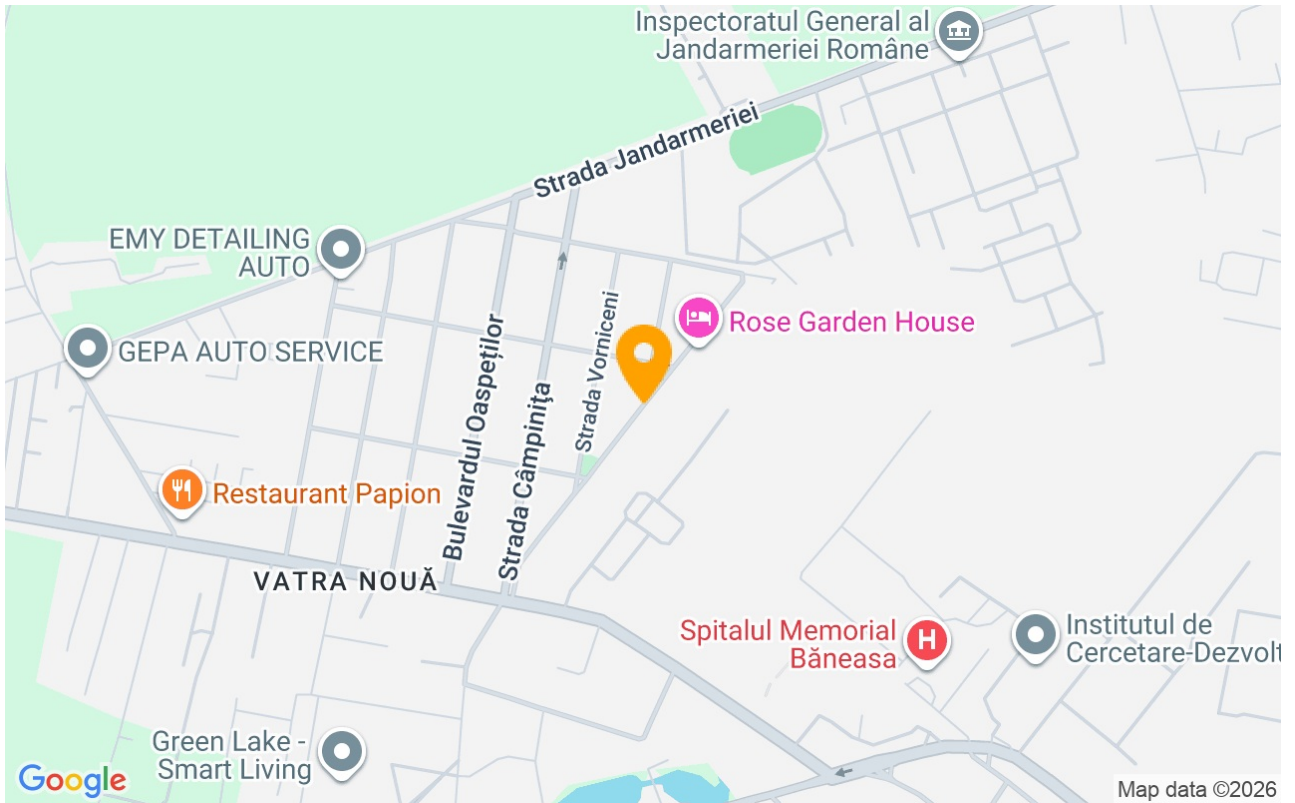 Inspectoratul General al
Jandarmeriei Române
Strada Jandarmeriei
EMY DETAILING
AUTO
Strada Vorniceni
Rose Garden House
Bulevardul Oaspeților
GEPA AUTO SERVICE
Strada Câmpinița
Restaurant Papion
VATRA NOUĂ
Spitalul Memorial
Băneasa
H
Institutul de
Cercetare-Dezvolt
Green Lake -
Smart Living
Google
Map data ©2026